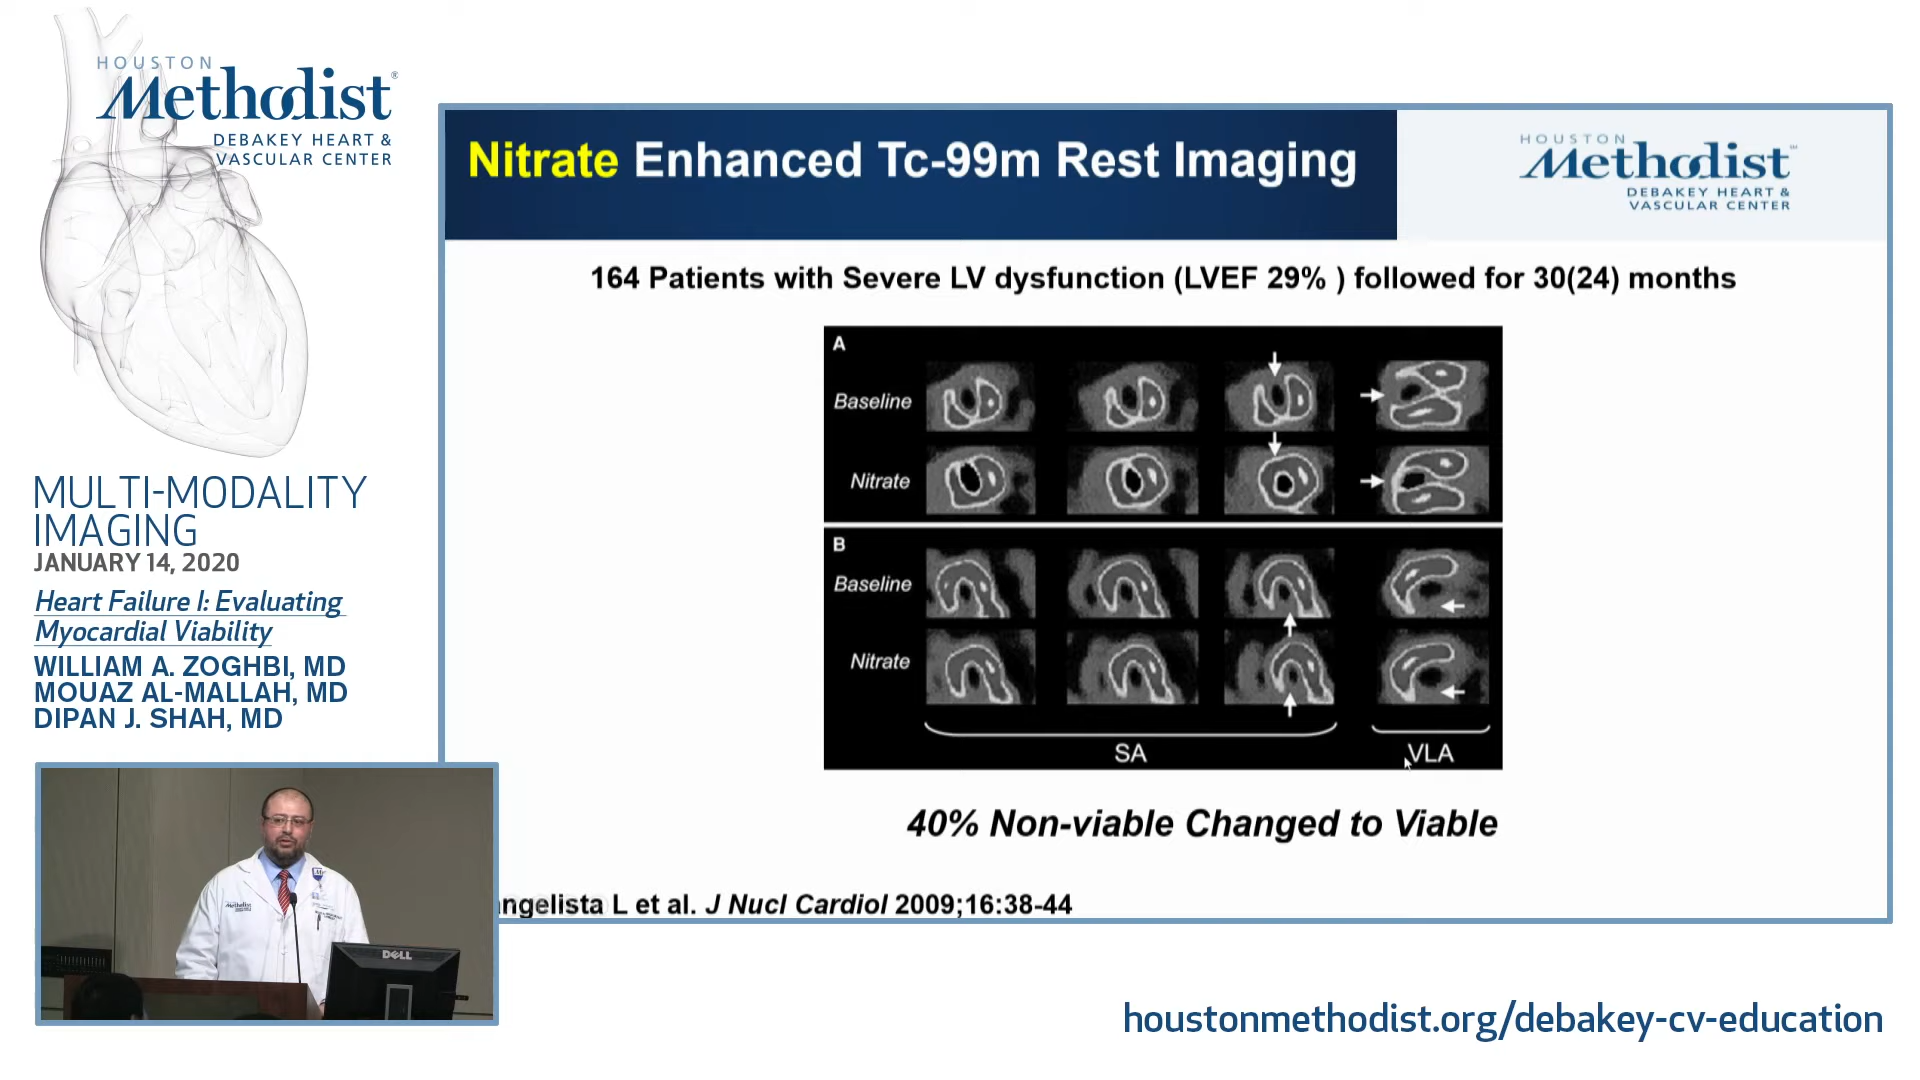 HOUSTON
Methodist®
DEBAKEY HEART &
VASCULAR CENTER
MULTI-MODALITY
IMAGING
JANUARY 14, 2020
Heart Failure I: Evaluating
Myocardial Viability
WILLIAM A. ZOGHBI, MD
MOUAZ AL-MALLAH, MD
DIPAN J. SHAH, MD
Nitrate Enhanced Tc-99m Rest Imaging
HOUSTON
Methodist
DEBAKEY HEART &
VASCULAR CENTER
164 Patients with Severe LV dysfunction (LVEF 29% ) followed for 30(24) months
A
Baseline
Nitrate
B
Baseline
Nitrate
SA
VLA
40% Non-viable Changed to Viable
ngelista L et al. J Nucl Cardiol 2009;16:38-44
Methodist
DELL
houstonmethodist.org/debakey-cv-education